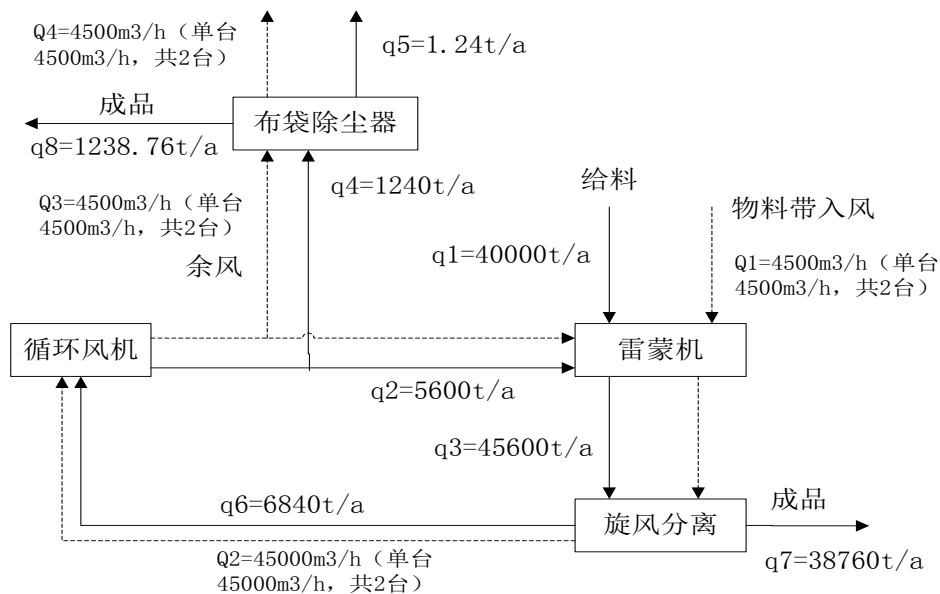 Q4=4500m3/h（单台
4500m3/h，共2台）
q5=1.24t/a
成品
布袋除尘器
q8=1238.76t/a
q4=1240t/a
给料
Q3=4500m3/h（单台
4500m3/h，共2台）
物料带入风
q1=40000t/a
Q1=4500m3/h（单台
4500m3/h，共2台）
余风
循环风机
雷蒙机
q2=5600t/a
q3=45600t/a
q6=6840t/a
成品
旋风分离
Q2=45000m3/h（单台
45000m3/h，共2台）
q7=38760t/a